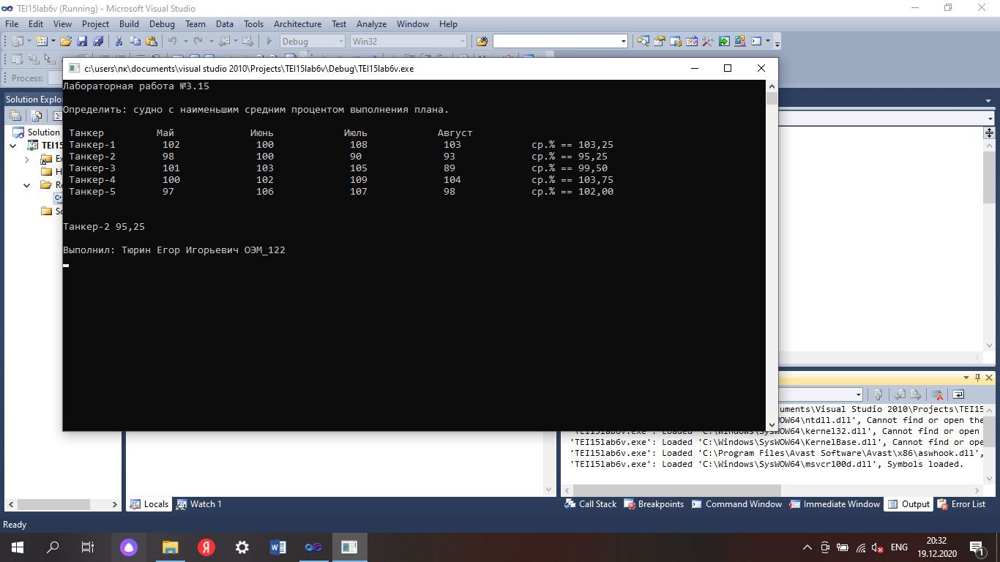 TEI15lab6v (Running) - Microsoft Visual Studio
File Edit View Project Build Debug Team Data Tools Architecture Test Analyze Window Help
Debug Win32
Process:
c:\users\пк\documents\visual studio 2010\Projects\TEI15lab6v\Debug\TEI15lab6v.exe
Лабораторная работа №3.15
Определить: судно с наименьшим средним процентом выполнения плана.
Танкер Май Июнь Июль Август
Танкер-1 102 100 108 103 ср.% == 103,25
Танкер-2 98 100 90 93 ср.% == 95,25
Танкер-3 101 103 105 89 ср.% == 99,50
Танкер-4 100 102 109 104 ср.% == 103,75
Танкер-5 97 106 107 98 ср.% == 102,00
Танкер-2 95,25
Выполнил: Тюрин Егор Игорьевич ОЭМ_122
Solution Explo
Solution
TEI15
E
H
Re
C+
So
uments\Visual Studio 2010\Projects\TEI15
WOW64\ntdll.dll', Cannot find or open the
'TEI15lab6v.exe': Loaded 'C:\Windows\SysWOW64\kernel32.dll', Cannot find or open
'TEI15lab6v.exe': Loaded 'C:\Windows\SysWOW64\KernelBase.dll', Cannot find or ope
'TEI15lab6v.exe': Loaded 'C:\Program Files\Avast Software\Avast\x86\aswhook.dll',
'TEI15lab6v.exe': Loaded 'C:\Windows\SysWOW64\msvcr100d.dll', Symbols loaded.
Locals Watch 1
Call Stack Breakpoints Command Window Immediate Window Output Error List
Ready
Я W ENG 20:32
19.12.2020 1